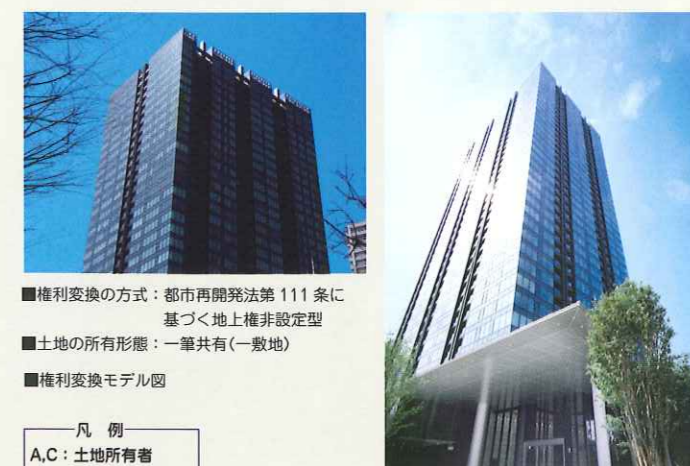 ■権利変換の方式：都市再開発法第 111 条に
基づく地上権非設定型
■土地の所有形態：一筆共有(一敷地)
■権利変換モデル図
凡 例
A,C：土地所有者